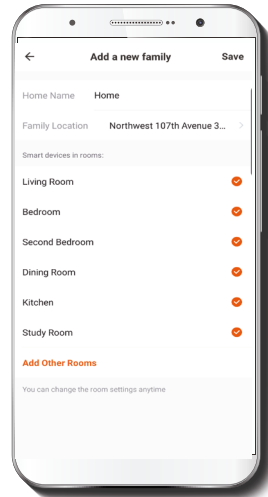 Add a new family Save
Home Name Home
Family Location Northwest 107th Avenue 3...
Smart devices in rooms:
Living Room
Bedroom
Second Bedroom
Dining Room
Kitchen
Study Room
Add Other Rooms
You can change the room settings anytime